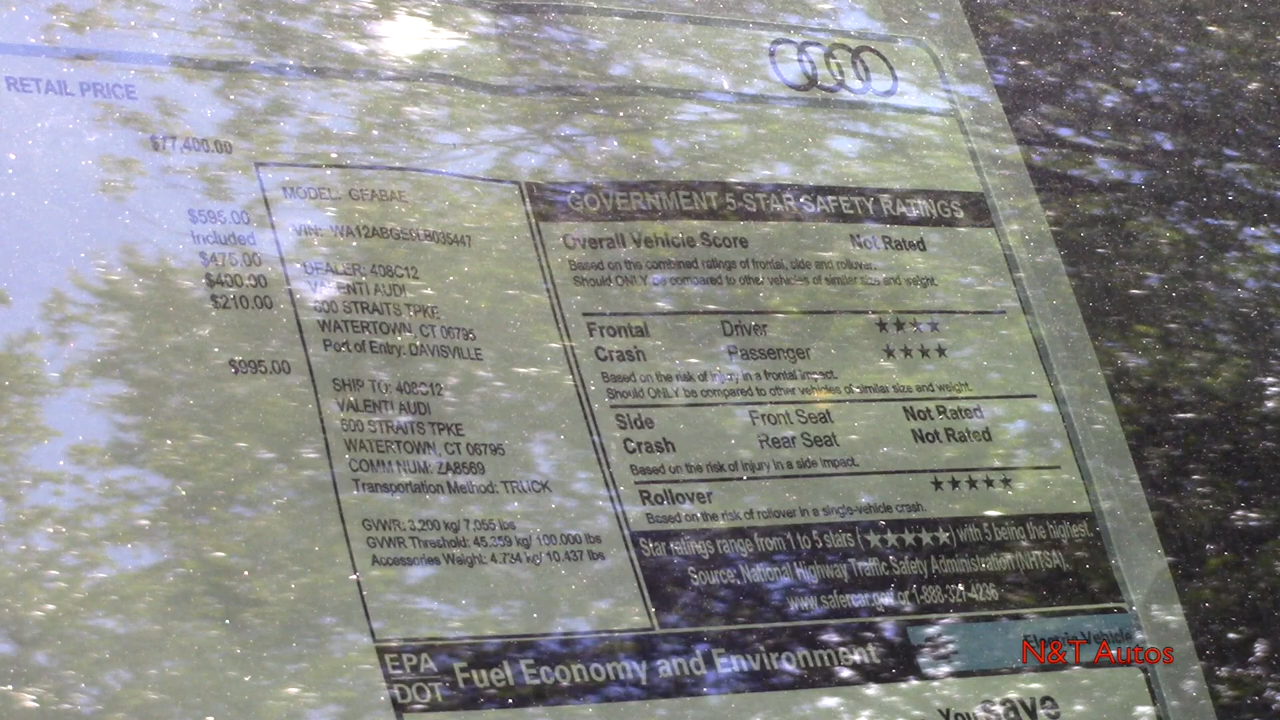 RETAIL PRICE
$77,400.00
$595.00
Included
$475.00
$400.00
$210.00
$995.00
MODEL: GEABAE
VIN:
DEALER: 408C12
VALENTI AUDI
600 STRAITS TPKE
WATERTOWN, CT 06795
Port of Entry: DAVISVILLE
SHIP TO: 408C12
VALENTI AUDI
600 STRAITS TPKE
WATERTOWN, CT 06795
COMM NUM: ZA8569
Transportation Method: TRUCK
GVWR: 3,200 kg/ 7,055 lbs
GVWR Threshold: 45,359 kg/ 100,000 lbs
Accessories Weight: 4.734 kg/ 10.437 lbs
GOVERNMENT 5-STAR SAFETY RATINGS
Overall Vehicle Score Not Rated
Based on the combined ratings of frontal, side and rollover.
Should ONLY be compared to other vehicles of similar size and weight.
Frontal Driver ★★★★
Crash Passenger ★★★★
Based on the risk of injury in a frontal impact.
Should ONLY be compared to other vehicles of similar size and weight.
Side Front Seat Not Rated
Crash Rear Seat Not Rated
Based on the risk of injury in a side impact.
Rollover ★★★★★
Based on the risk of rollover in a single-vehicle crash.
Star ratings range from 1 to 5 stars (★★★★★) with 5 being the highest.
Source: National Highway Traffic Safety Administration (NHTSA).
www.safercar.gov or 1-888-327-4236
EPA
DOT
Fuel Economy and Environment
Electric Vehicle
N&T Autos
You save